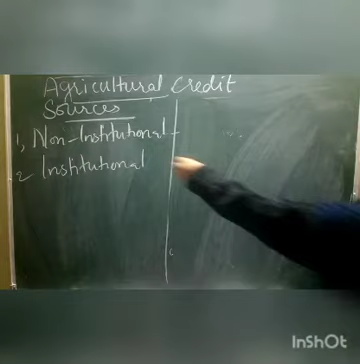 Agricultural Credit
Sources
1, Non-Institutional -
2 Institutional
InShOt